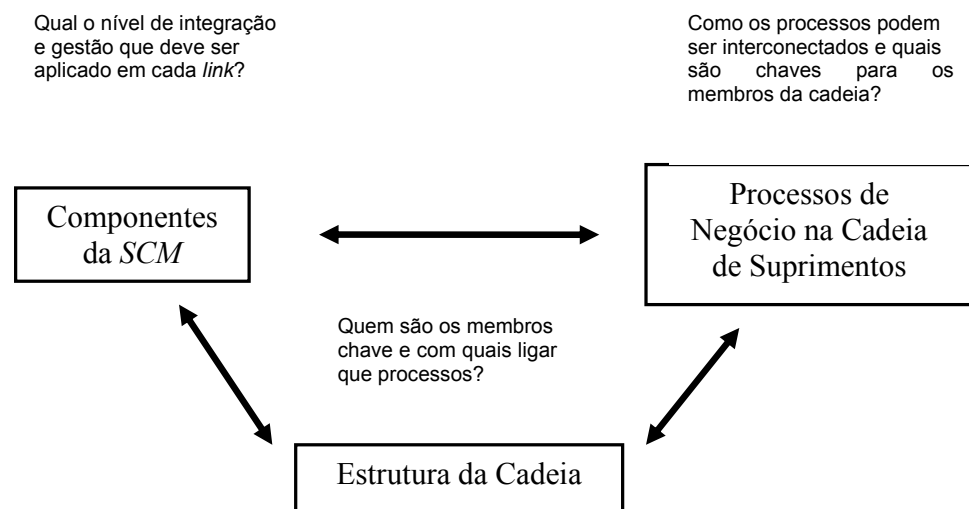 Qual o nível de integração
e gestão que deve ser
aplicado em cada link?
Como os processos podem
ser interconectados e quais
são chaves para os
membros da cadeia?
Componentes
da SCM
Processos de
Negócio na Cadeia
de Suprimentos
Quem são os membros
chave e com quais ligar
que processos?
Estrutura da Cadeia